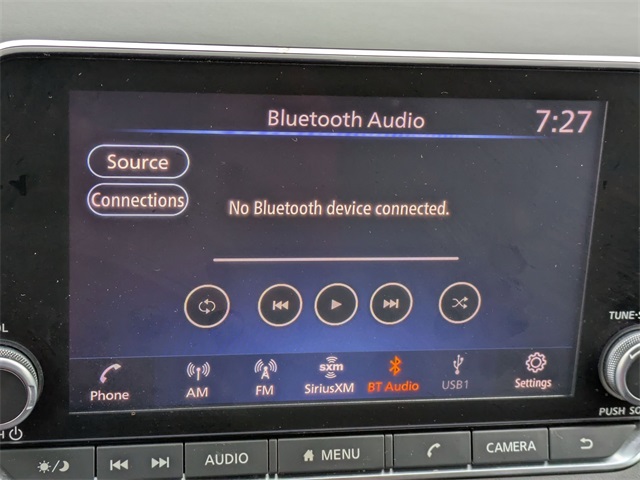 Bluetooth Audio 7:27
Source
Connections
No Bluetooth device connected.
Phone AM FM sxm SiriusXM BT Audio USB1 Settings
TUNE-S
PUSH SO
AUDIO MENU CAMERA